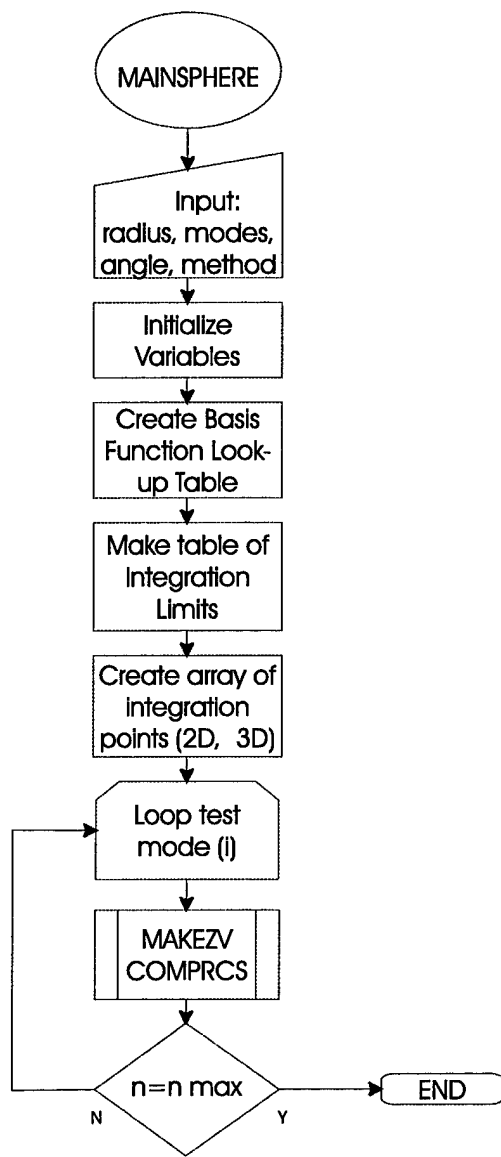 MAINSPHERE
Input:
radius, modes,
angle, method
Initialize
Variables
Create Basis
Function Look-
up Table
Make table of
Integration
Limits
Create array of
integration
points (2D, 3D)
Loop test
mode (i)
MAKEZV
COMPRCS
n=n max
N
Y
END